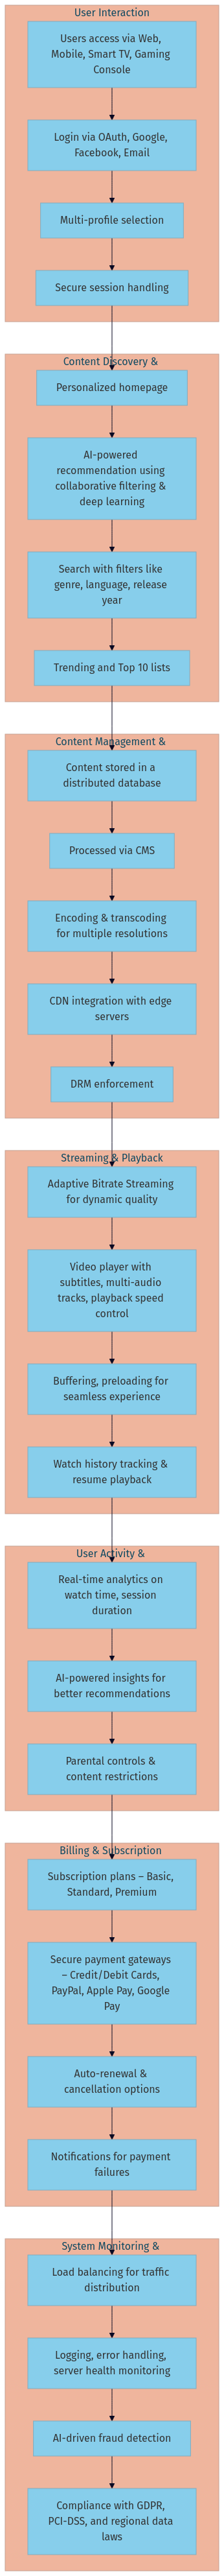 User Interaction
Users access via Web,
Mobile, Smart TV, Gaming
Console
Login via OAuth, Google,
Facebook, Email
Multi-profile selection
Secure session handling
Content Discovery &
Personalized homepage
AI-powered
recommendation using
collaborative filtering &
deep learning
Search with filters like
genre, language, release
year
Trending and Top 10 lists
Content Management &
Content stored in a
distributed database
Processed via CMS
Encoding & transcoding
for multiple resolutions
CDN integration with edge
servers
DRM enforcement
Streaming & Playback
Adaptive Bitrate Streaming
for dynamic quality
Video player with
subtitles, multi-audio
tracks, playback speed
control
Buffering, preloading for
seamless experience
Watch history tracking &
resume playback
User Activity &
Real-time analytics on
watch time, session
duration
AI-powered insights for
better recommendations
Parental controls &
content restrictions
Billing & Subscription
Subscription plans – Basic,
Standard, Premium
Secure payment gateways
– Credit/Debit Cards,
PayPal, Apple Pay, Google
Pay
Auto-renewal &
cancellation options
Notifications for payment
failures
System Monitoring &
Load balancing for traffic
distribution
Logging, error handling,
server health monitoring
AI-driven fraud detection
Compliance with GDPR,
PCI-DSS, and regional data
laws